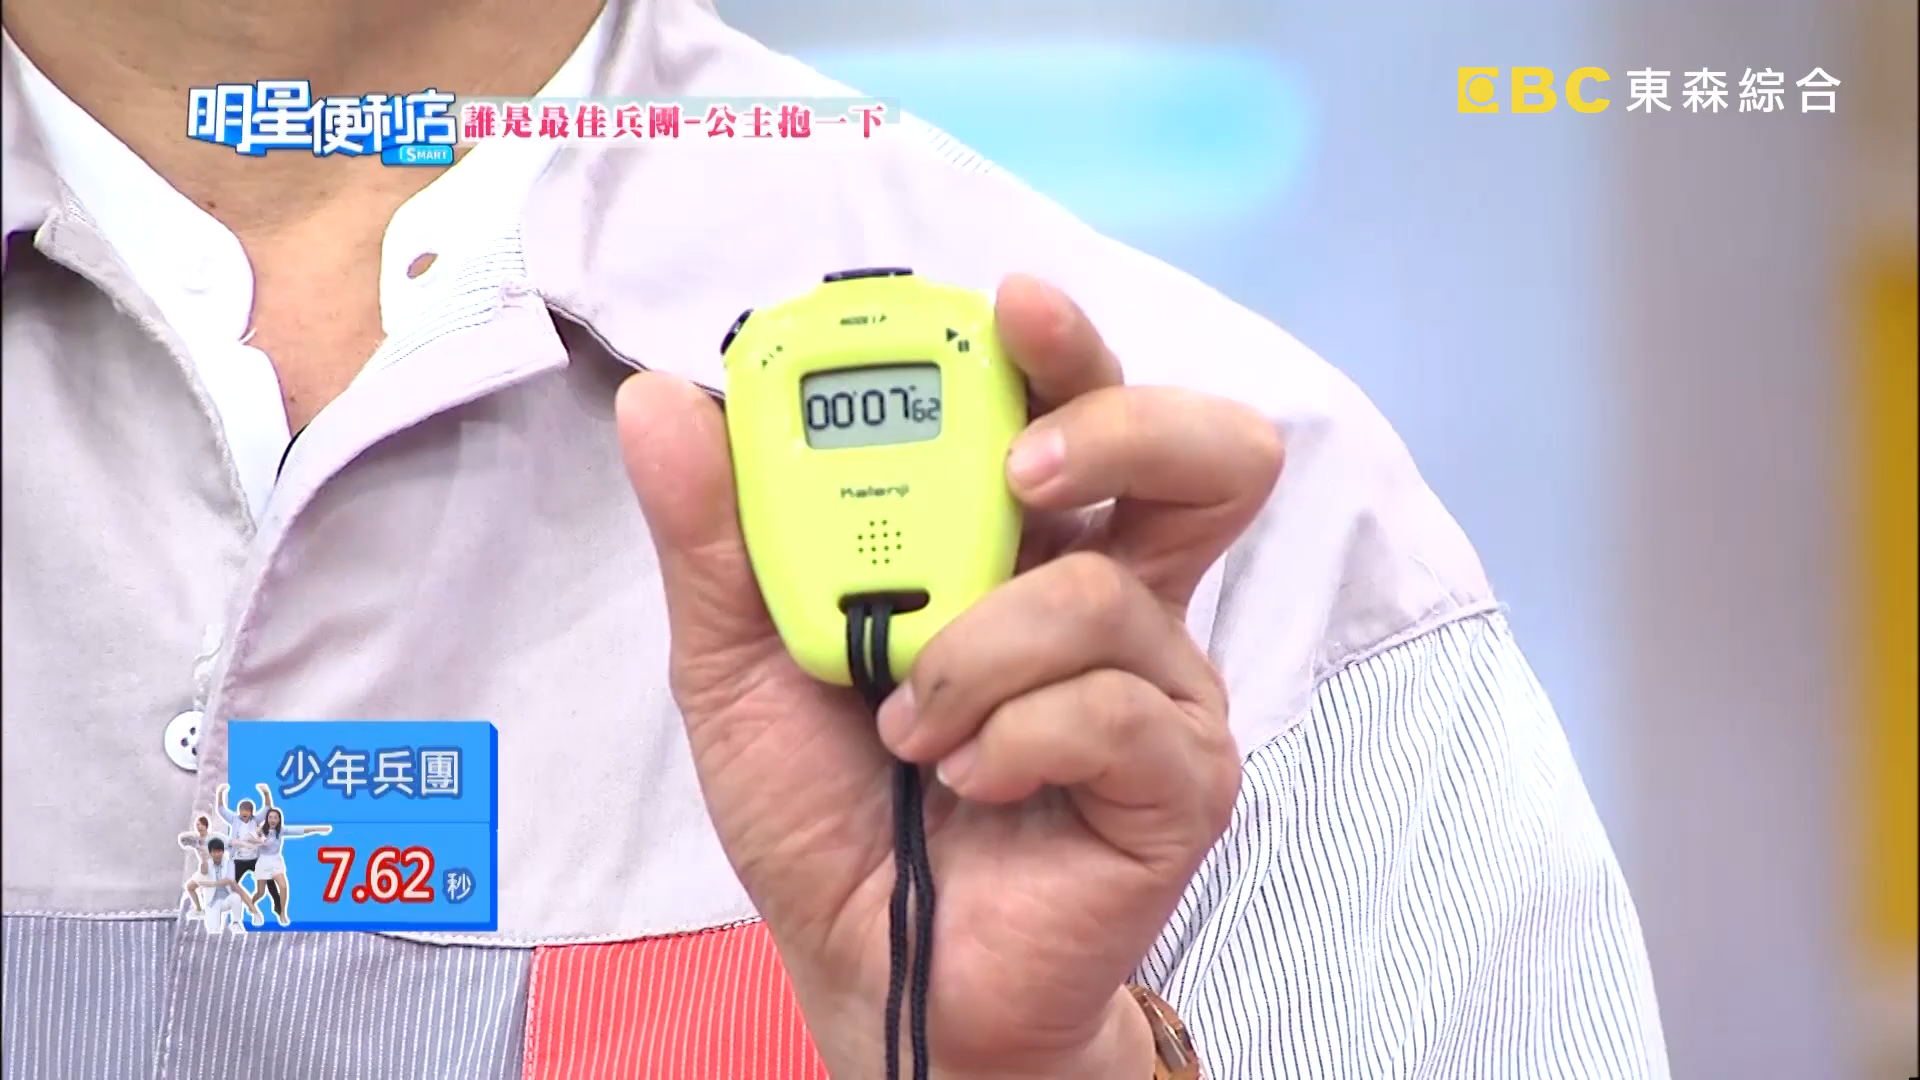 EBC 東森綜合
明星便利店 誰是最佳兵團-公主抱一下
SMART
00'07"62
Kalenji
少年兵團
7.62 秒